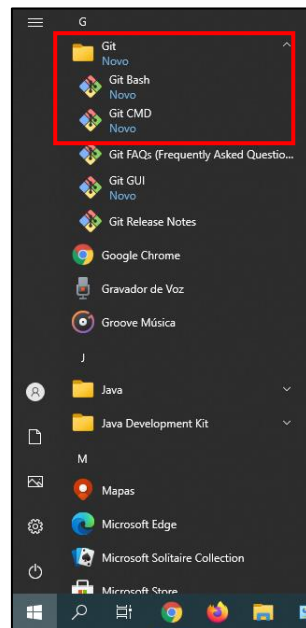 G
Git
Novo
Git Bash
Novo
Git CMD
Novo
Git FAQs (Frequently Asked Questio...
Git GUI
Novo
Git Release Notes
Google Chrome
Gravador de Voz
Groove Música
J
Java
Java Development Kit
M
Mapas
Microsoft Edge
Microsoft Solitaire Collection
Microsoft Store